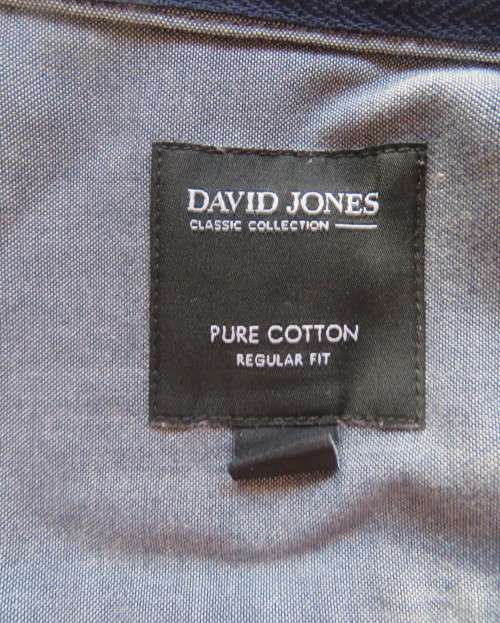 DAVID JONES
CLASSIC COLLECTION
PURE COTTON
REGULAR FIT